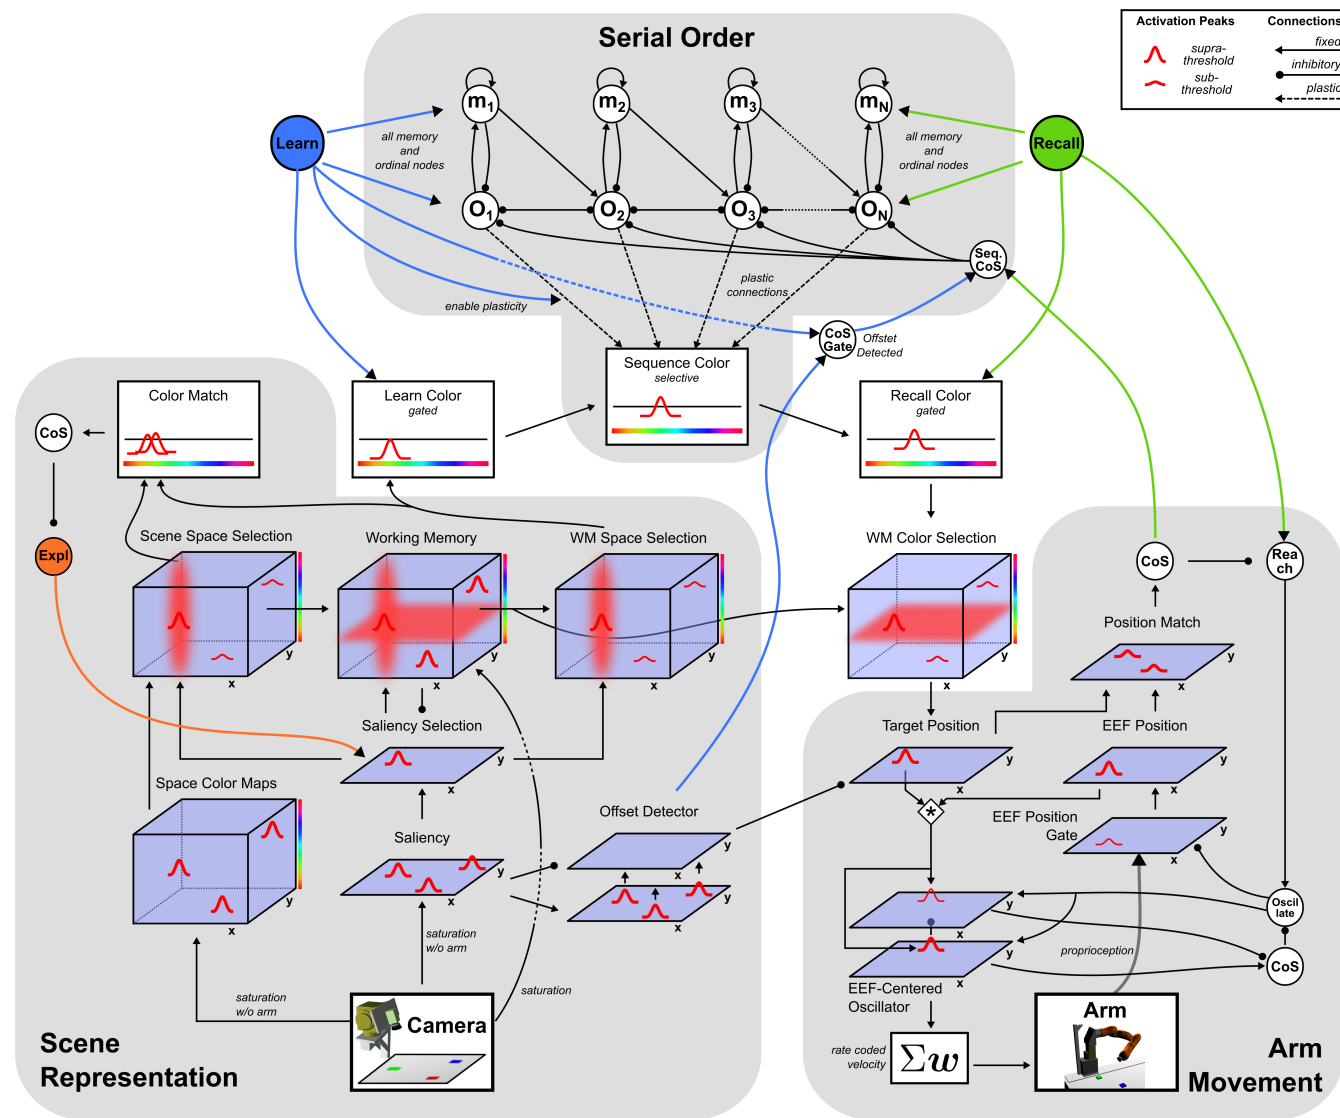 Serial Order
Activation Peaks
Connections
supra-
threshold
sub-
threshold
fixed
inhibitory
plastic
m1
m2
m3
mN
Learn
all memory
and
ordinal nodes
all memory
and
ordinal nodes
Recall
O1
O2
O3
ON
Seq.
CoS
plastic
connections
enable plasticity
CoS
Gate
Offstet
Detected
Color Match
Learn Color
gated
Sequence Color
selective
Recall Color
gated
CoS
Expl
Scene Space Selection
x
y
Working Memory
x
y
WM Space Selection
x
y
WM Color Selection
x
y
CoS
Rea
ch
Position Match
x
y
Saliency Selection
x
y
Target Position
x
y
EEF Position
x
y
Space Color Maps
x
y
Saliency
x
y
Offset Detector
y
x
y
*
EEF Position
Gate
x
y
saturation
w/o arm
saturation
w/o arm
saturation
x
y
x
y
Oscil
late
CoS
proprioception
EEF-Centered
Oscillator
Camera
Arm
rate coded
velocity
Σw
Scene
Representation
Arm
Movement